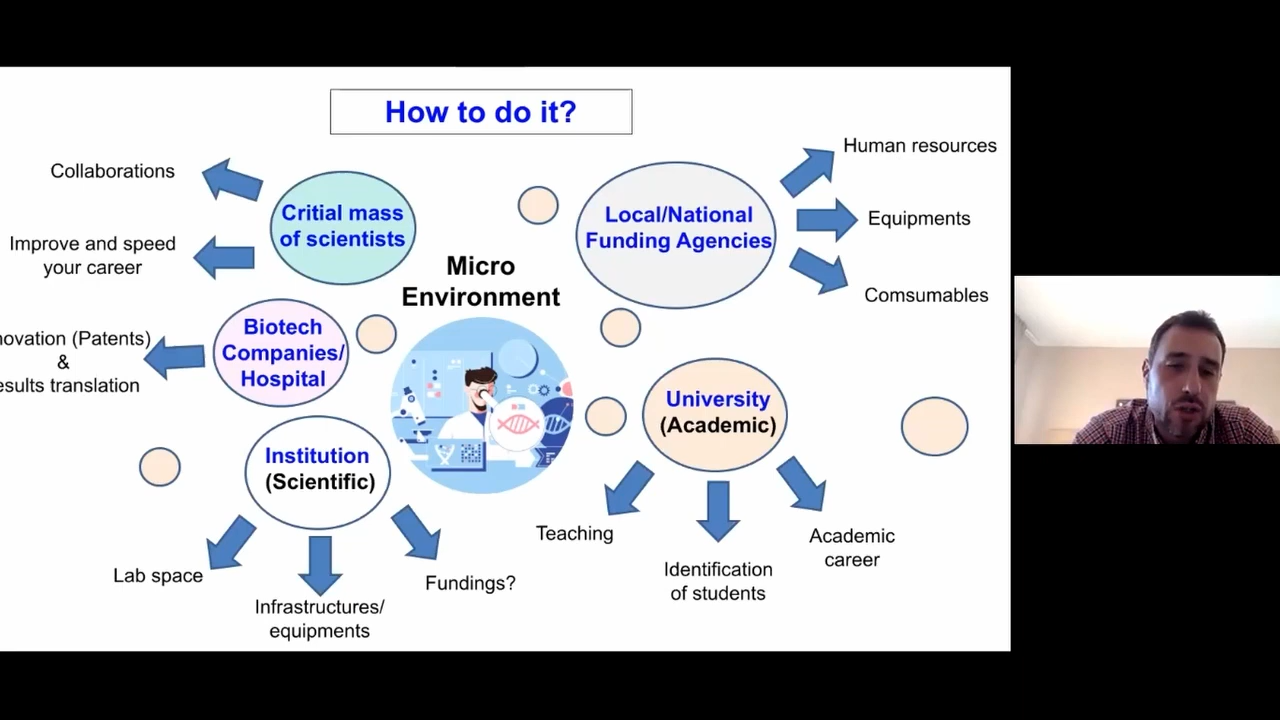 How to do it?
Collaborations
Improve and speed
your career
Critial mass
of scientists
Local/National
Funding Agencies
Human resources
Equipments
Comsumables
Micro
Environment
novation (Patents)
&
esults translation
Biotech
Companies/
Hospital
Institution
(Scientific)
University
(Academic)
Lab space
Infrastructures/
equipments
Fundings?
Teaching
Identification
of students
Academic
career